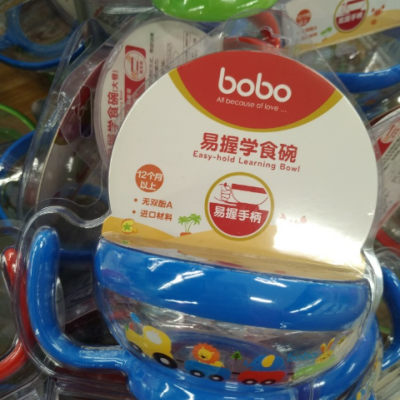 bobo
All because of love ...
易握学食碗
Easy-hold Learning Bowl
12个月
以上
• 无双酚A
• 进口材料
易握手柄